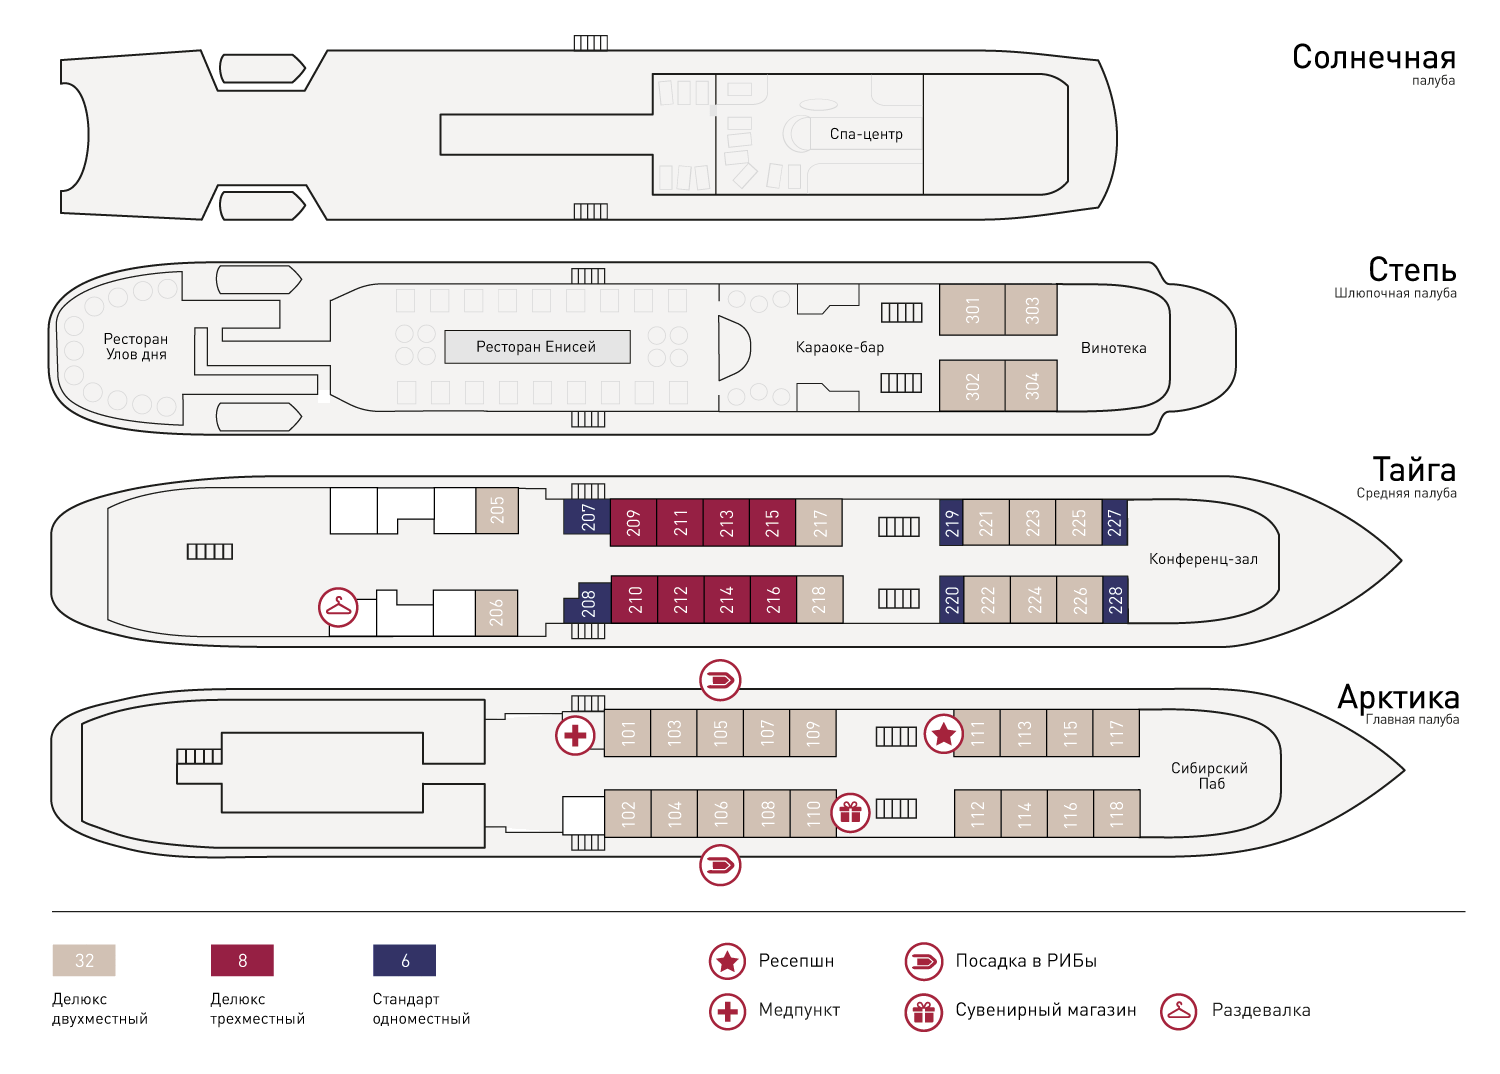 Солнечная
палуба
Спа-центр
Степь
Шлюпочная палуба
Ресторан
Улов дня
Ресторан Енисей
Караоке-бар
301
303
302
304
Винотека
Тайга
Средняя палуба
205
207
209
211
213
215
217
219
221
223
225
227
206
208
210
212
214
216
218
220
222
224
226
228
Конференц-зал
Арктика
Главная палуба
101
103
105
107
109
111
113
115
117
102
104
106
108
110
112
114
116
118
Сибирский
Паб
32
Делюкс
двухместный
8
Делюкс
трехместный
6
Стандарт
одноместный
Ресепшн
Посадка в РИБы
Медпункт
Сувенирный магазин
Раздевалка